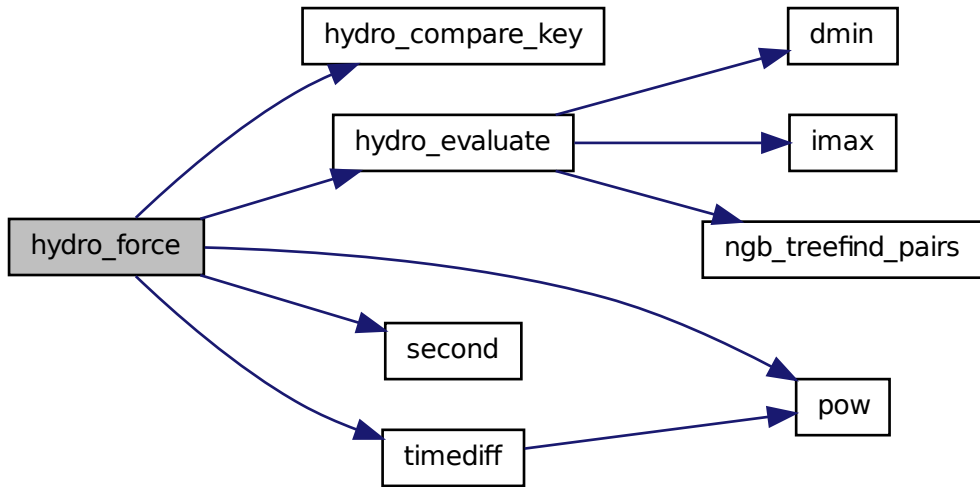 hydro_compare_key
dmin
hydro_evaluate
imax
hydro_force
ngb_treefind_pairs
second
pow
timediff